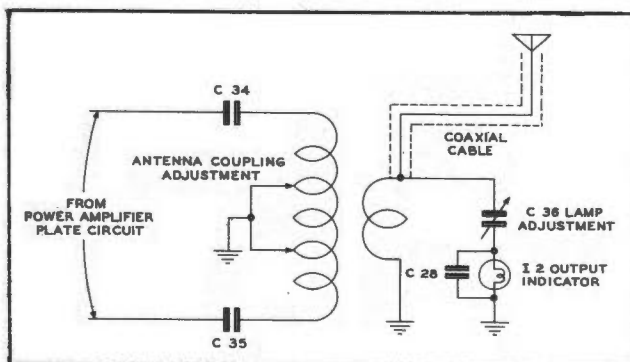 C 34
ANTENNA COUPLING
ADJUSTMENT
FROM
POWER AMPLIFIER
PLATE CIRCUIT
C 35
COAXIAL
CABLE
C 36 LAMP
ADJUSTMENT
C 28
I 2 OUTPUT
INDICATOR